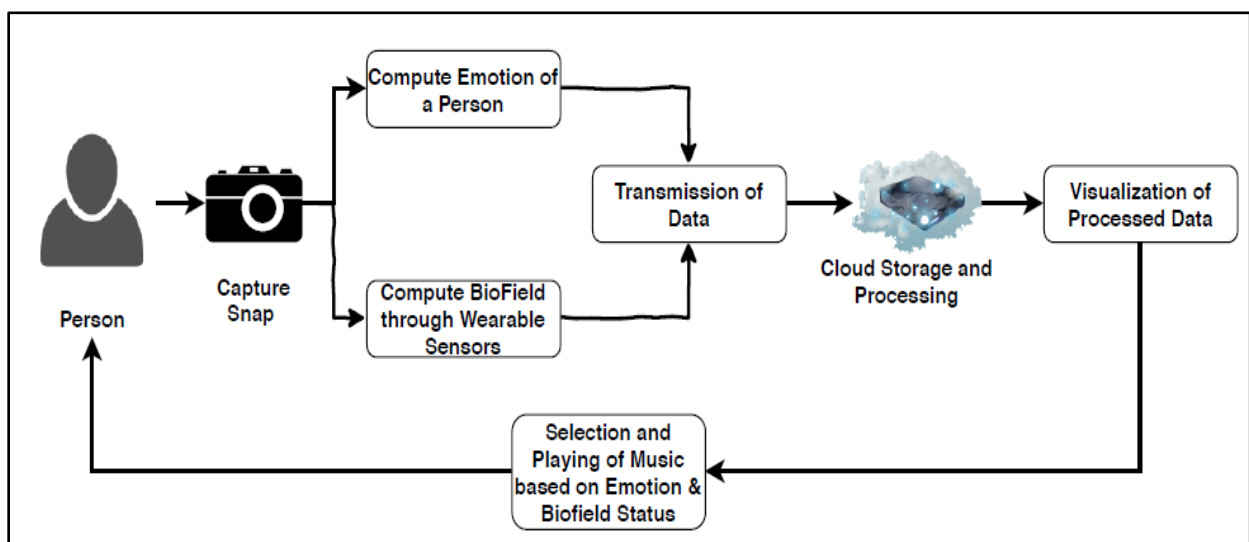 Person
Capture
Snap
Compute Emotion of
a Person
Compute BioField
through Wearable
Sensors
Transmission of
Data
Cloud Storage and
Processing
Visualization of
Processed Data
Selection and
Playing of Music
based on Emotion &
Biofield Status